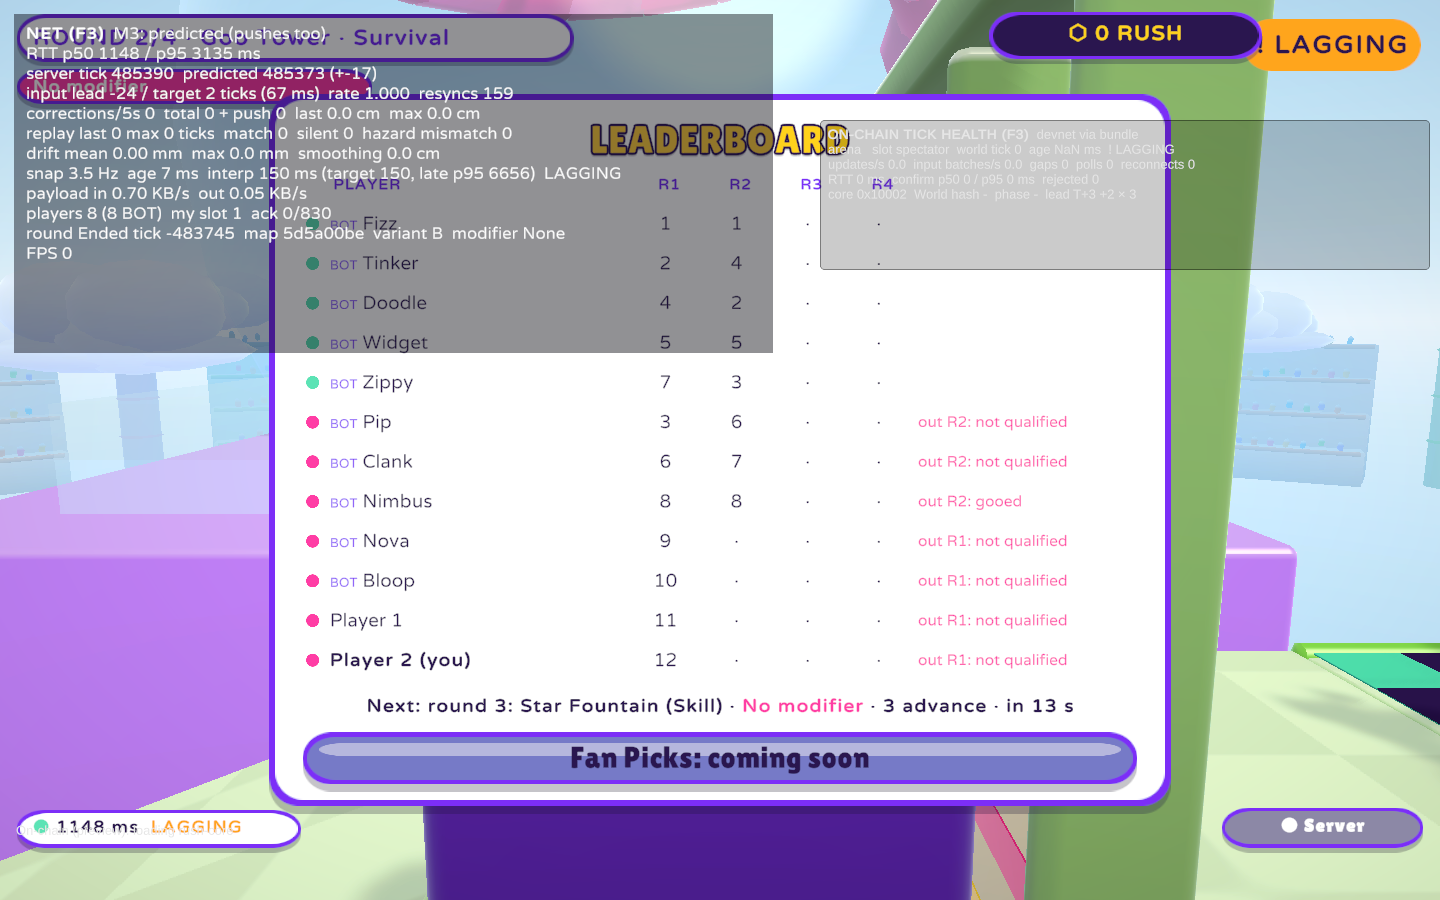 ROUND 2/4 · Goo Tower · Survival
No modifier
NET (F3)  M3: predicted (pushes too)
RTT p50 1148 / p95 3135 ms
server tick 485390  predicted 485373 (+-17)
input lead -24 / target 2 ticks (67 ms)  rate 1.000  resyncs 159
corrections/5s 0  total 0 + push 0  last 0.0 cm  max 0.0 cm
replay last 0 max 0 ticks  match 0  silent 0  hazard mismatch 0
drift mean 0.00 mm  max 0.0 mm  smoothing 0.0 cm
snap 3.5 Hz  age 7 ms  interp 150 ms (target 150, late p95 6656)  LAGGING
payload in 0.70 KB/s  out 0.05 KB/s
players 8 (8 BOT)  my slot 1  ack 0/830
round Ended tick -483745  map 5d5a00be  variant B  modifier None
FPS 0
0 RUSH
! LAGGING
ON-CHAIN TICK HEALTH (F3)  devnet via bundle
arena   slot spectator  world tick 0  age NaN ms  ! LAGGING
updates/s 0.0  input batches/s 0.0  gaps 0  polls 0  reconnects 0
RTT 0 ms  confirm p50 0 / p95 0 ms  rejected 0
core 0x10002  World hash -  phase -  lead T+3 +2 × 3
LEADERBOARD
PLAYER R1 R2 R3 R4
BOT Fizz 1 1 · ·
BOT Tinker 2 4 · ·
BOT Doodle 4 2 · ·
BOT Widget 5 5 · ·
BOT Zippy 7 3 · ·
BOT Pip 3 6 · · out R2: not qualified
BOT Clank 6 7 · · out R2: not qualified
BOT Nimbus 8 8 · · out R2: gooed
BOT Nova 9 · · · out R1: not qualified
BOT Bloop 10 · · · out R1: not qualified
Player 1 11 · · · out R1: not qualified
Player 2 (you) 12 · · · out R1: not qualified
Next: round 3: Star Fountain (Skill) · No modifier · 3 advance · in 13 s
Fan Picks: coming soon
1148 ms LAGGING
Server